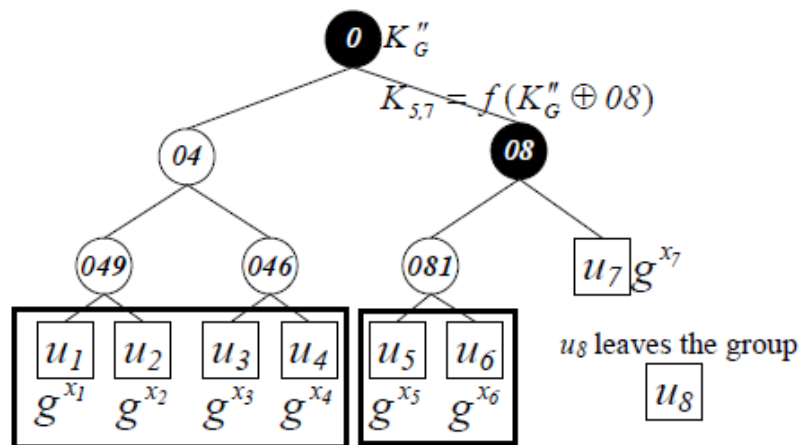 0 K″_G
K_{5,7} = f(K″_G ⊕ 08)
04 08
049 046 081 u_7 g^{x_7}
u_1 u_2 u_3 u_4 u_5 u_6 u_8 leaves the group
g^{x_1} g^{x_2} g^{x_3} g^{x_4} g^{x_5} g^{x_6} u_8